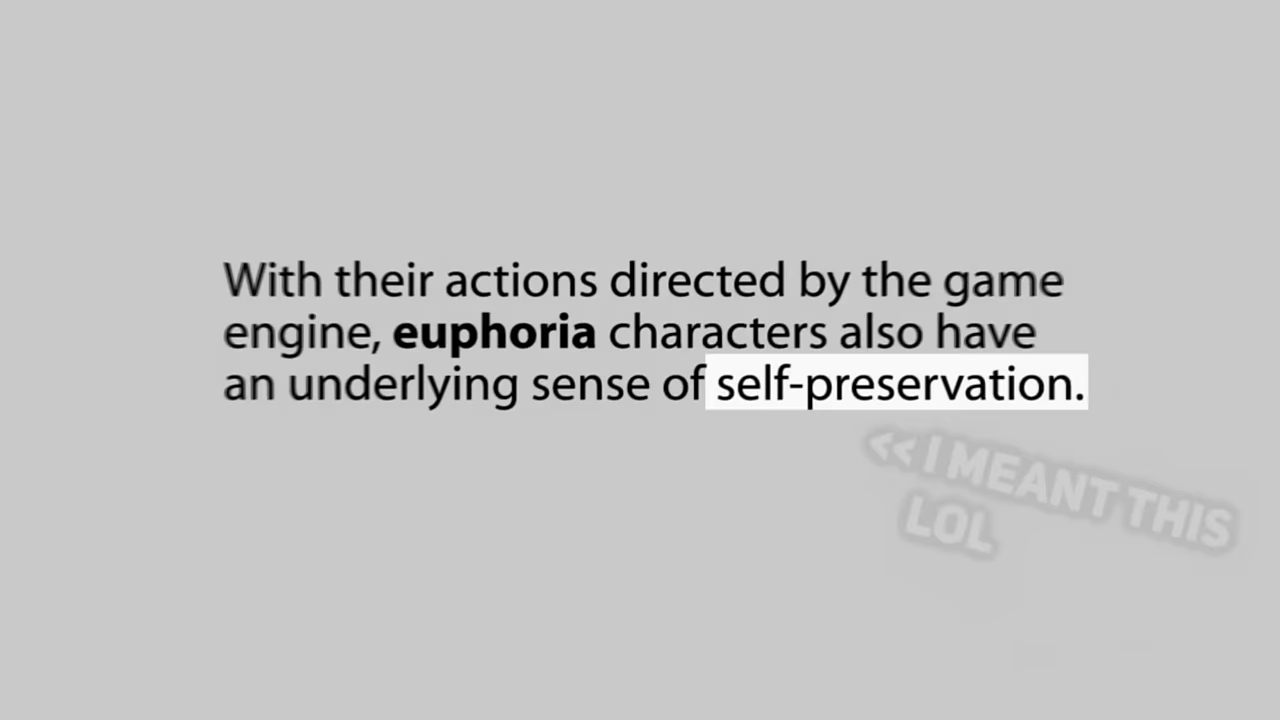 With their actions directed by the game
engine, euphoria characters also have
an underlying sense of self-preservation.
<< I MEANT THIS
LOL